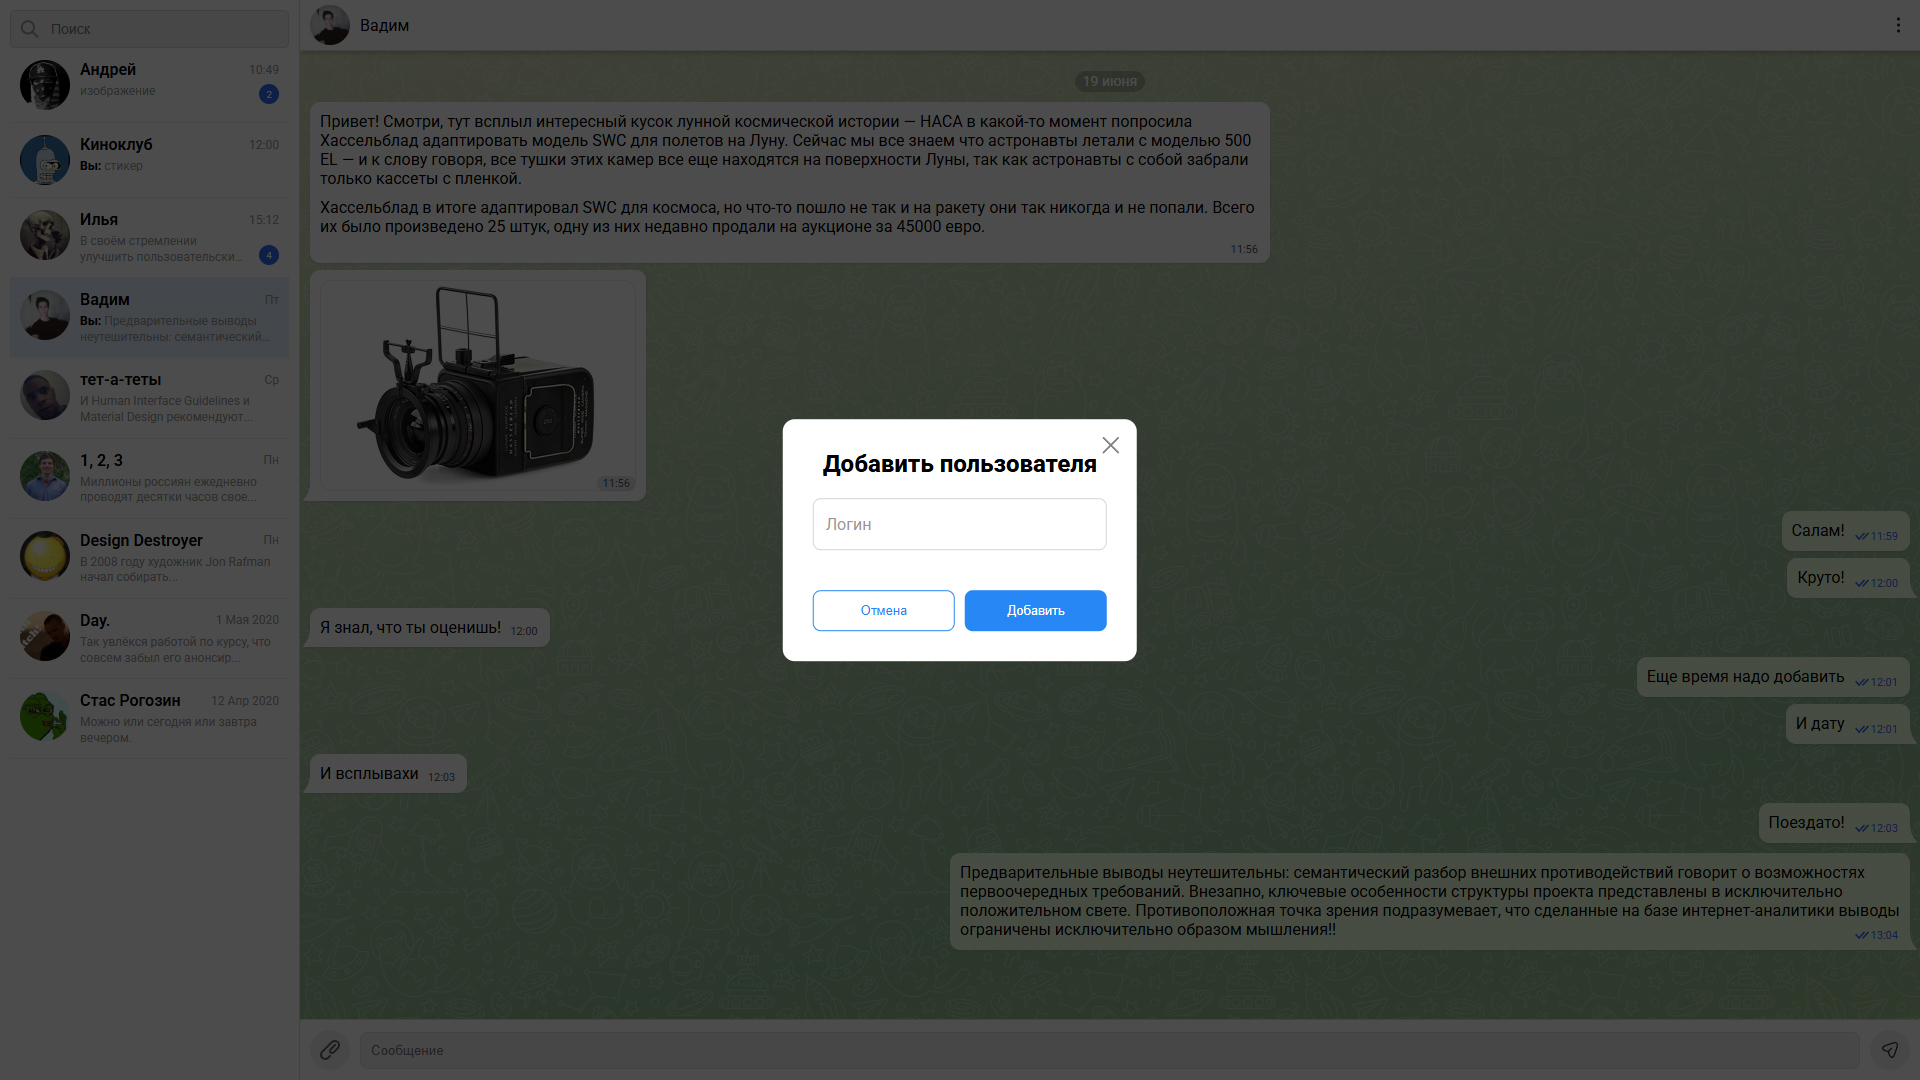 Поиск
Андрей 10:49
изображение 2
Киноклуб 12:00
Вы: стикер
Илья 15:12
В своём стремлении
улучшить пользовательски… 4
Вадим Пт
Вы: Предварительные выводы
неутешительны: семантический…
тет-а-теты Ср
И Human Interface Guidelines и
Material Design рекомендуют…
1, 2, 3 Пн
Миллионы россиян ежедневно
проводят десятки часов свое…
Design Destroyer Пн
В 2008 году художник Jon Rafman
начал собирать…
Day. 1 Мая 2020
Так увлёкся работой по курсу, что
совсем забыл его анонсир…
Стас Рогозин 12 Апр 2020
Можно или сегодня или завтра
вечером.
Вадим
19 июня
Привет! Смотри, тут всплыл интересный кусок лунной космической истории — НАСА в какой-то момент попросила
Хассельблад адаптировать модель SWC для полетов на Луну. Сейчас мы все знаем что астронавты летали с моделью 500
EL — и к слову говоря, все тушки этих камер все еще находятся на поверхности Луны, так как астронавты с собой забрали
только кассеты с пленкой.
Хассельблад в итоге адаптировал SWC для космоса, но что-то пошло не так и на ракету они так никогда и не попали. Всего
их было произведено 25 штук, одну из них недавно продали на аукционе за 45000 евро.
11:56
11:56
Салам! 11:59
Круто! 12:00
Я знал, что ты оценишь! 12:00
Еще время надо добавить 12:01
И дату 12:01
И всплывахи 12:03
Поездато! 12:03
Предварительные выводы неутешительны: семантический разбор внешних противодействий говорит о возможностях
первоочередных требований. Внезапно, ключевые особенности структуры проекта представлены в исключительно
положительном свете. Противоположная точка зрения подразумевает, что сделанные на базе интернет-аналитики выводы
ограничены исключительно образом мышления!!
13:04
Сообщение
Добавить пользователя
Логин
Отмена
Добавить